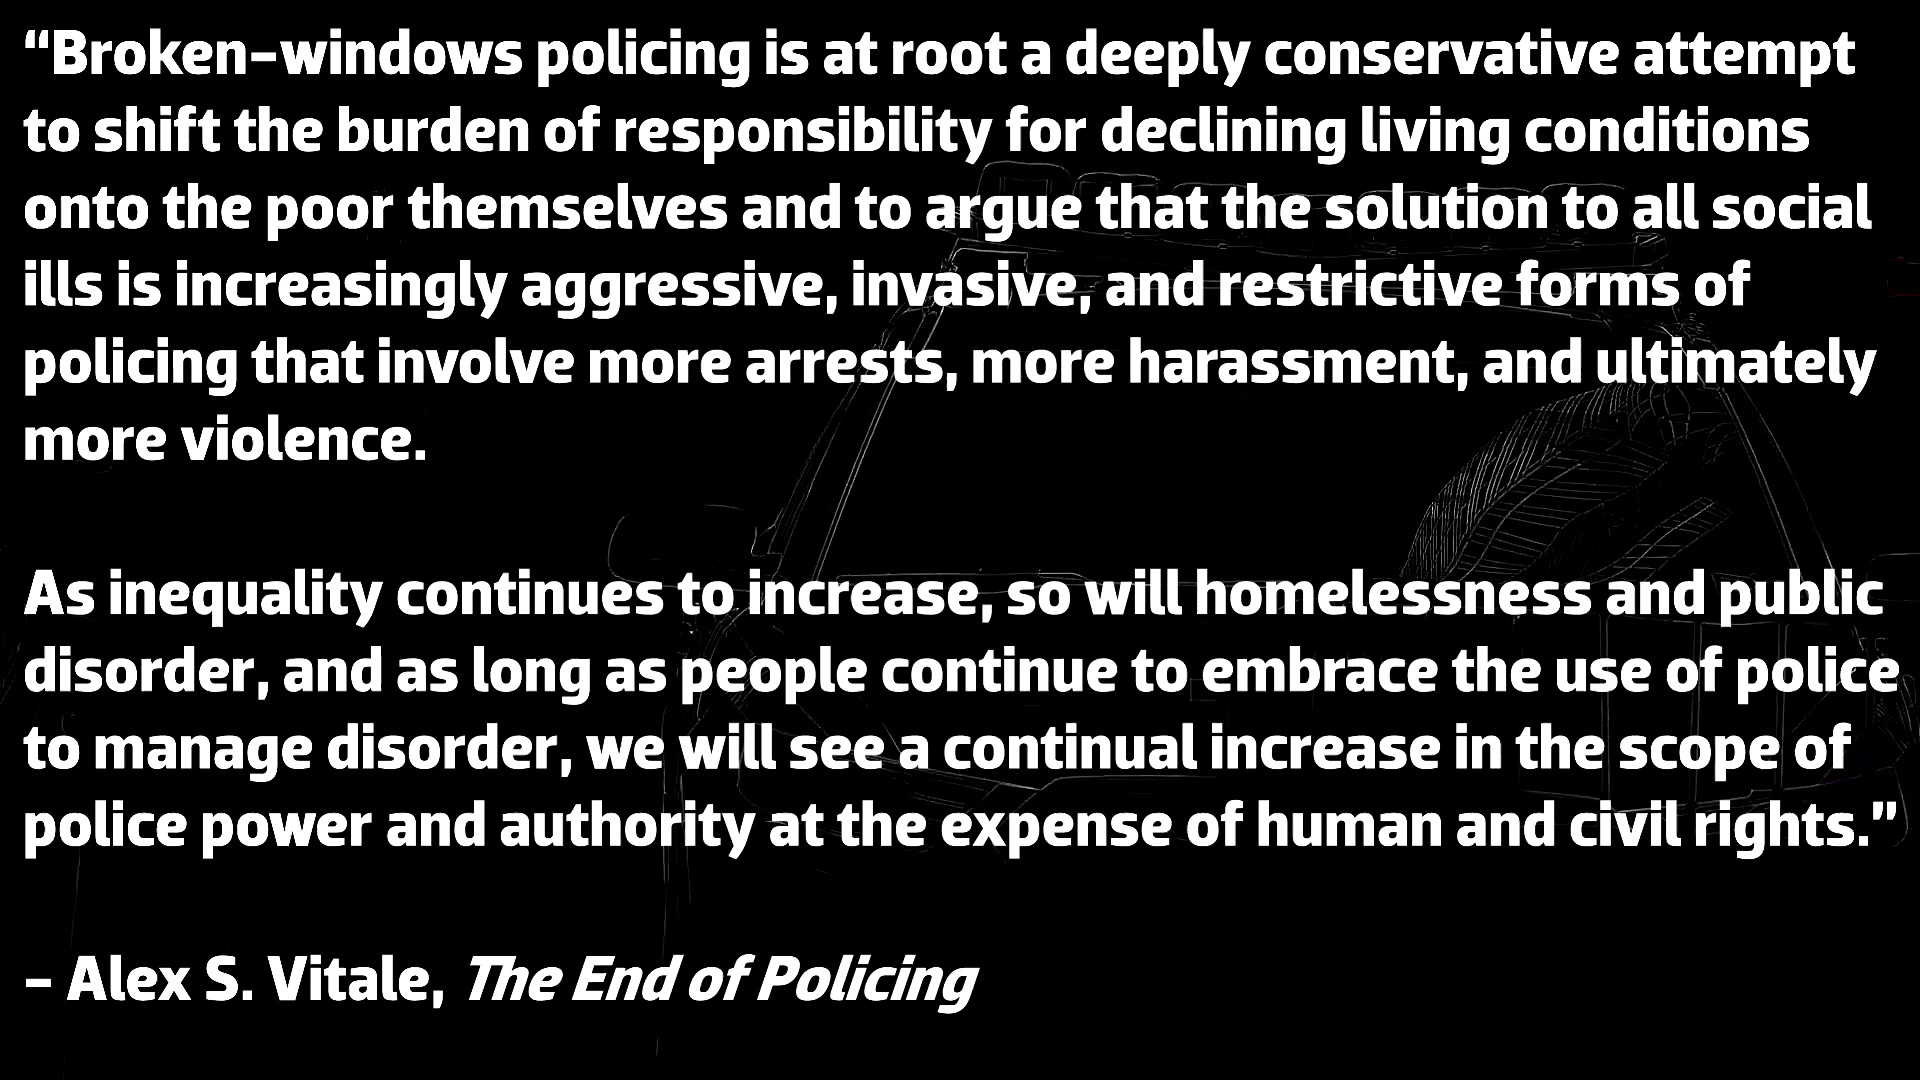 “Broken-windows policing is at root a deeply conservative attempt
to shift the burden of responsibility for declining living conditions
onto the poor themselves and to argue that the solution to all social
ills is increasingly aggressive, invasive, and restrictive forms of
policing that involve more arrests, more harassment, and ultimately
more violence.
As inequality continues to increase, so will homelessness and public
disorder, and as long as people continue to embrace the use of police
to manage disorder, we will see a continual increase in the scope of
police power and authority at the expense of human and civil rights.”
– Alex S. Vitale, The End of Policing